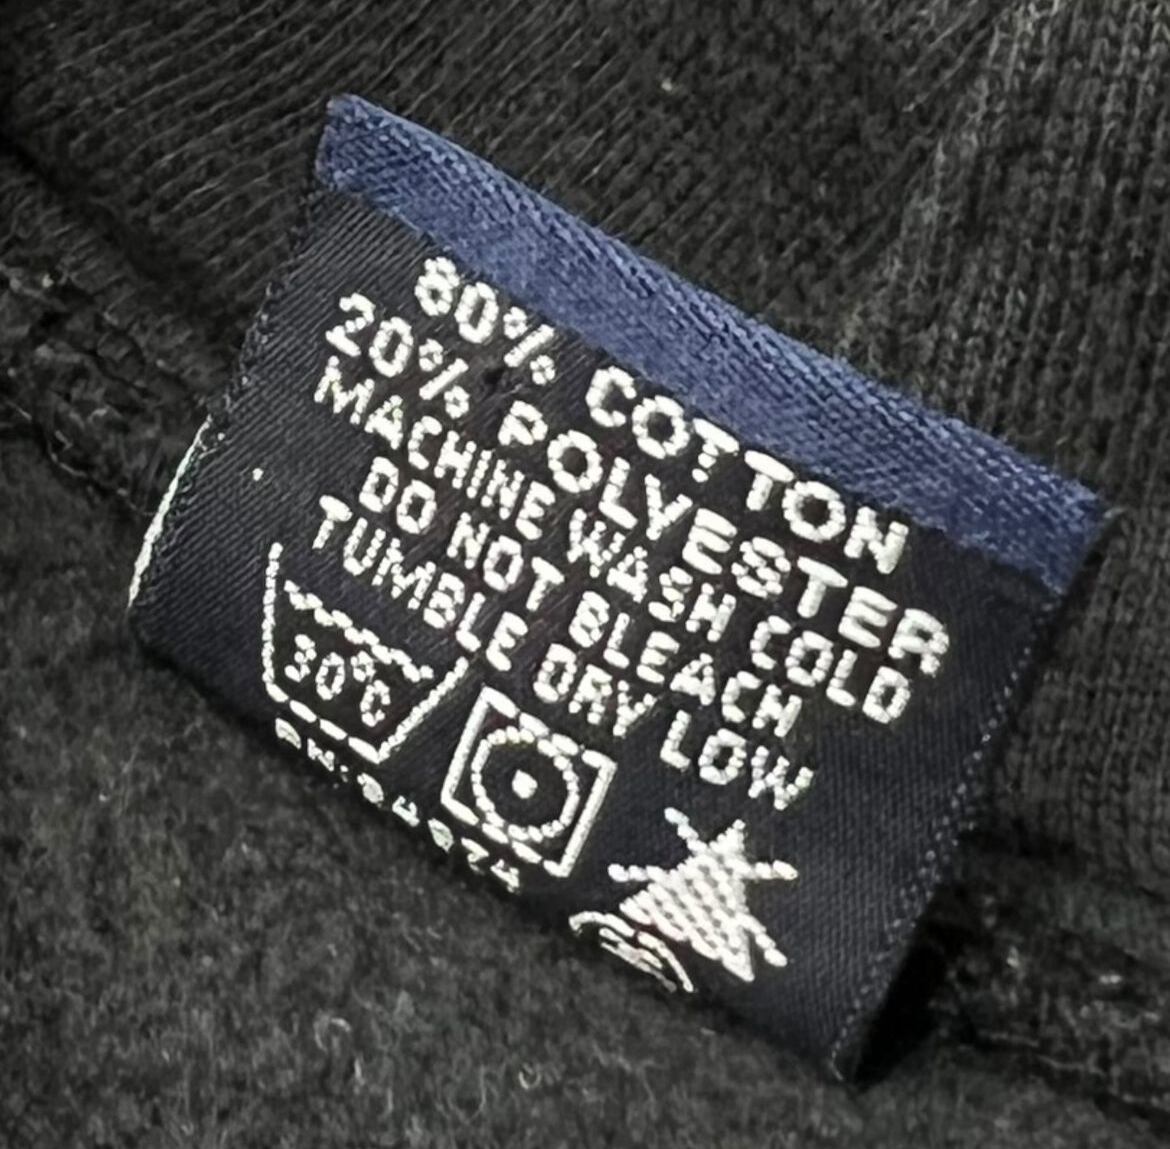 80% COTTON
20% POLYESTER
MACHINE WASH COLD
DO NOT BLEACH
TUMBLE DRY LOW
30°C